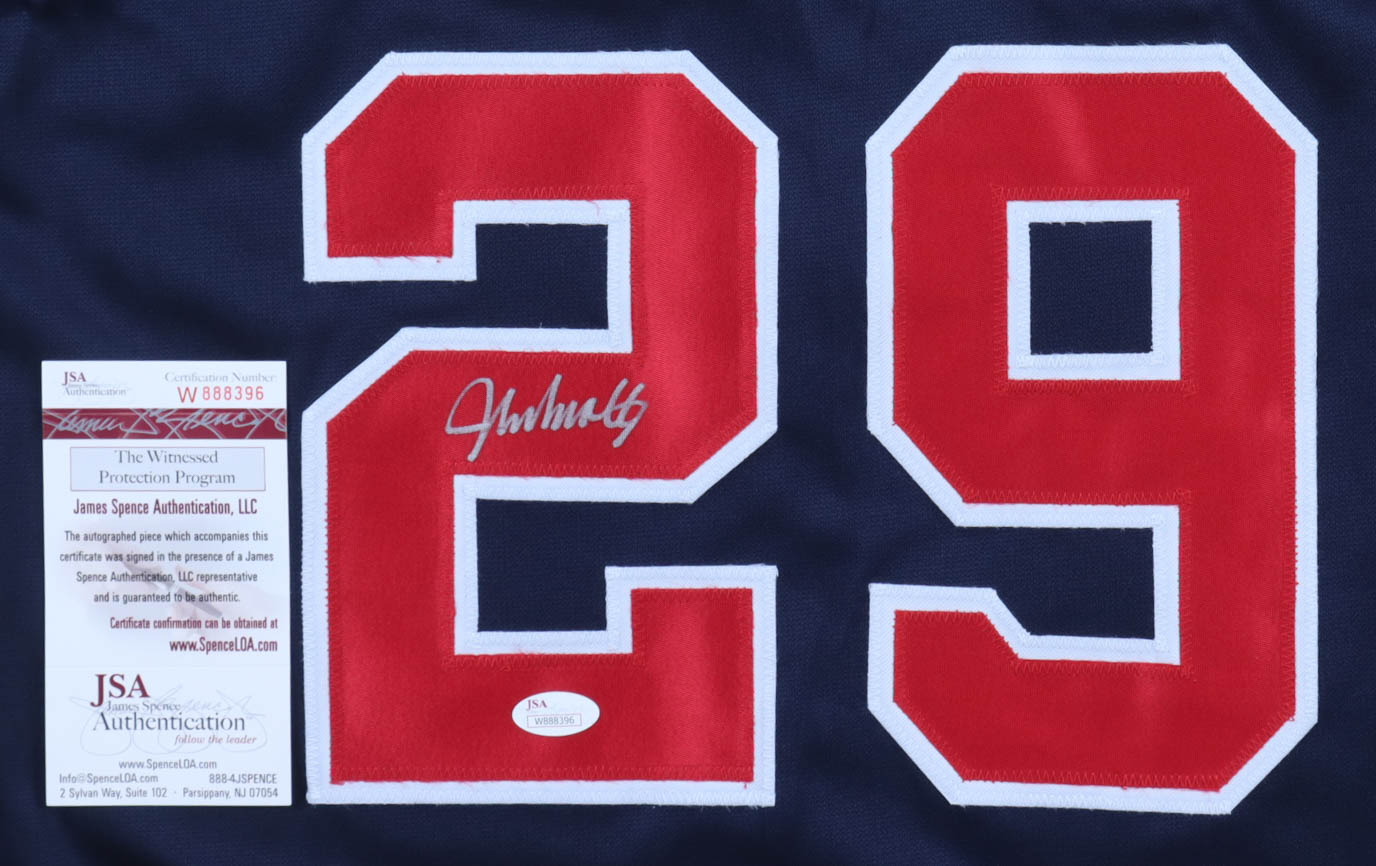 JSA
Authentication
Certification Number:
W 888396
The Witnessed
Protection Program
James Spence Authentication, LLC
The autographed piece which accompanies this
certificate was signed in the presence of a James
Spence Authentication, LLC representative
and is guaranteed to be authentic.
Certificate confirmation can be obtained at
www.SpenceLOA.com
JSA
James Spence
Authentication
follow the leader
www.SpenceLOA.com
Info@SpenceLOA.com 888-4JSPENCE
2 Sylvan Way, Suite 102 · Parsippany, NJ 07054
29
JSA
W888396